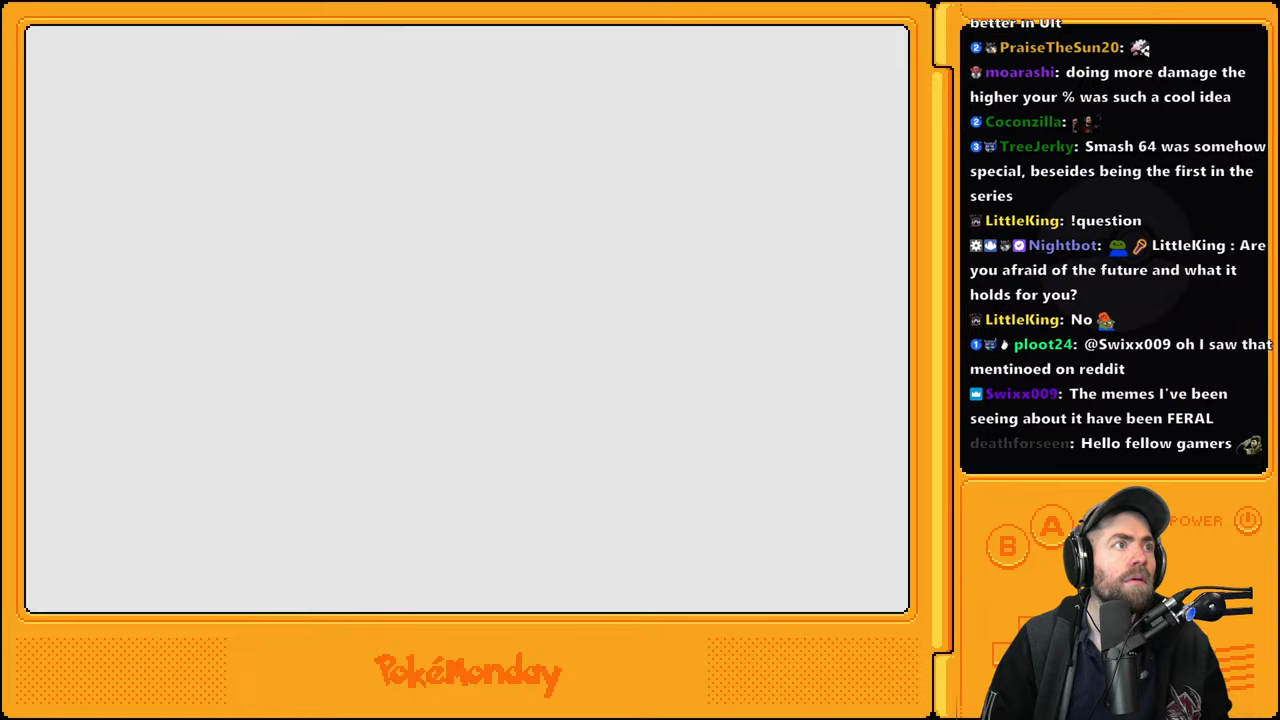 better in Ult
PraiseTheSun20:
moarashi: doing more damage the
higher your % was such a cool idea
Coconzilla:
TreeJerky: Smash 64 was somehow
special, beseides being the first in the
series
LittleKing: !question
Nightbot: LittleKing : Are
you afraid of the future and what it
holds for you?
LittleKing: No
ploot24: @Swixx009 oh I saw that
mentinoed on reddit
Swixx009: The memes I've been
seeing about it have been FERAL
deathforseen: Hello fellow gamers
B A POWER
PokéMonday